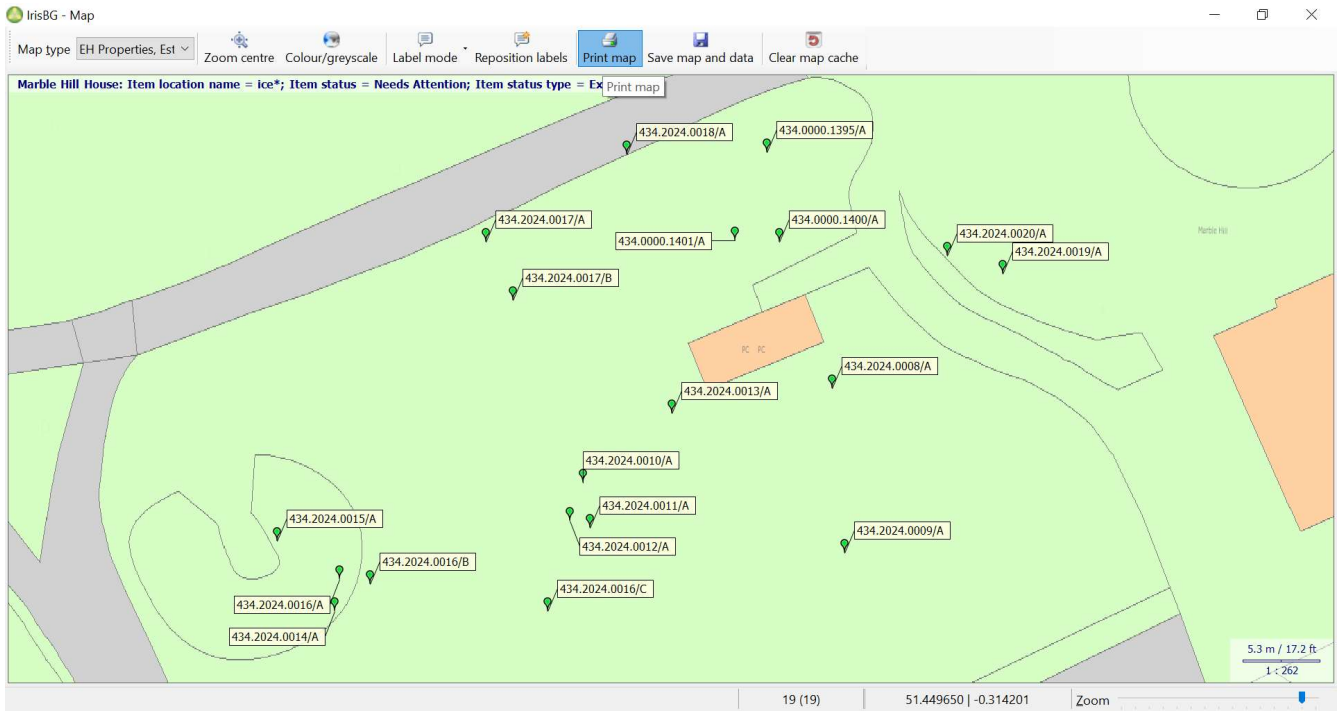 IrisBG - Map
Map type EH Properties, Est Zoom centre Colour/greyscale Label mode Reposition labels Print map Save map and data Clear map cache
Marble Hill House: Item location name = ice*; Item status = Needs Attention; Item status type = Ex
Print map
434.2024.0018/A
434.0000.1395/A
434.2024.0017/A
434.0000.1401/A
434.0000.1400/A
434.2024.0020/A
434.2024.0019/A
Marble Hill
434.2024.0017/B
PC PC
434.2024.0008/A
434.2024.0013/A
434.2024.0010/A
434.2024.0011/A
434.2024.0012/A
434.2024.0015/A
434.2024.0009/A
434.2024.0016/B
434.2024.0016/C
434.2024.0016/A
434.2024.0014/A
5.3 m / 17.2 ft
1 : 262
19 (19) 51.449650 | -0.314201 Zoom